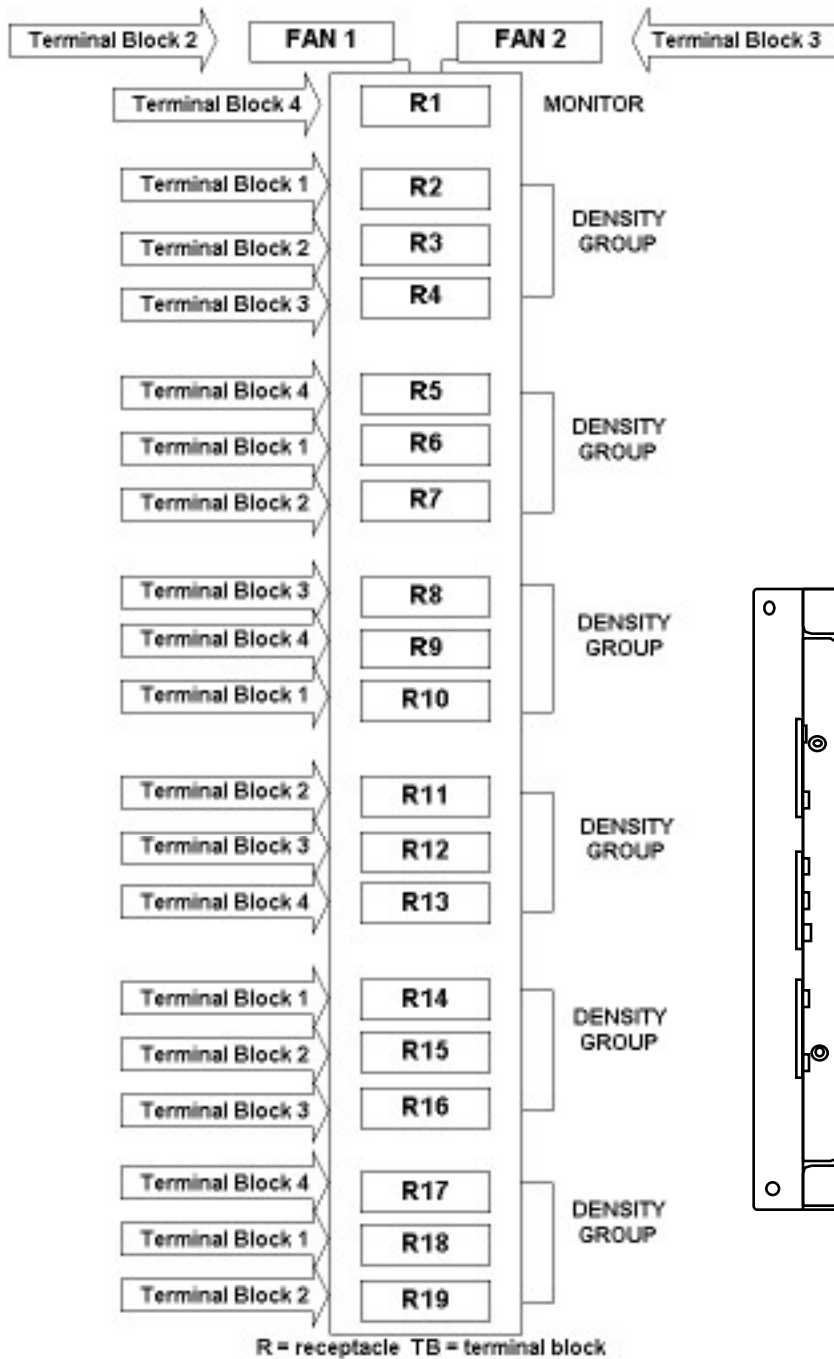 Terminal Block 2 FAN 1 FAN 2 Terminal Block 3
Terminal Block 4 R1 MONITOR
Terminal Block 1 R2
DENSITY
GROUP
Terminal Block 2 R3
Terminal Block 3 R4
Terminal Block 4 R5
DENSITY
GROUP
Terminal Block 1 R6
Terminal Block 2 R7
Terminal Block 3 R8
DENSITY
GROUP
Terminal Block 4 R9
Terminal Block 1 R10
Terminal Block 2 R11
DENSITY
GROUP
Terminal Block 3 R12
Terminal Block 4 R13
Terminal Block 1 R14
DENSITY
GROUP
Terminal Block 2 R15
Terminal Block 3 R16
Terminal Block 4 R17
DENSITY
GROUP
Terminal Block 1 R18
Terminal Block 2 R19
R = receptacle TB = terminal block